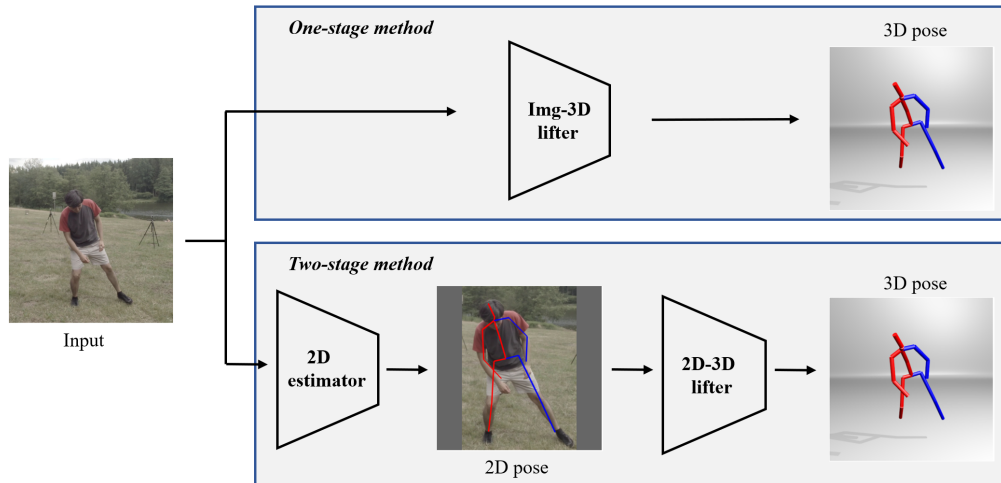 One-stage method
3D pose
Img-3D
lifter
Input
Two-stage method
3D pose
2D
estimator
2D-3D
lifter
2D pose